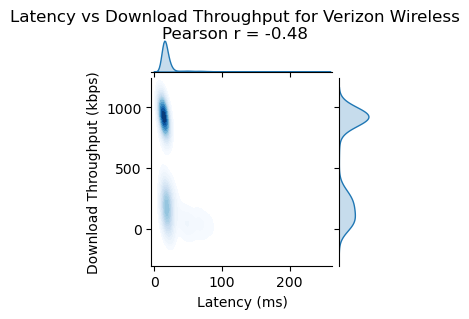 Latency vs Download Throughput for Verizon Wireless
Pearson r = -0.48
Download Throughput (kbps)
1000
500
0
0 100 200
Latency (ms)